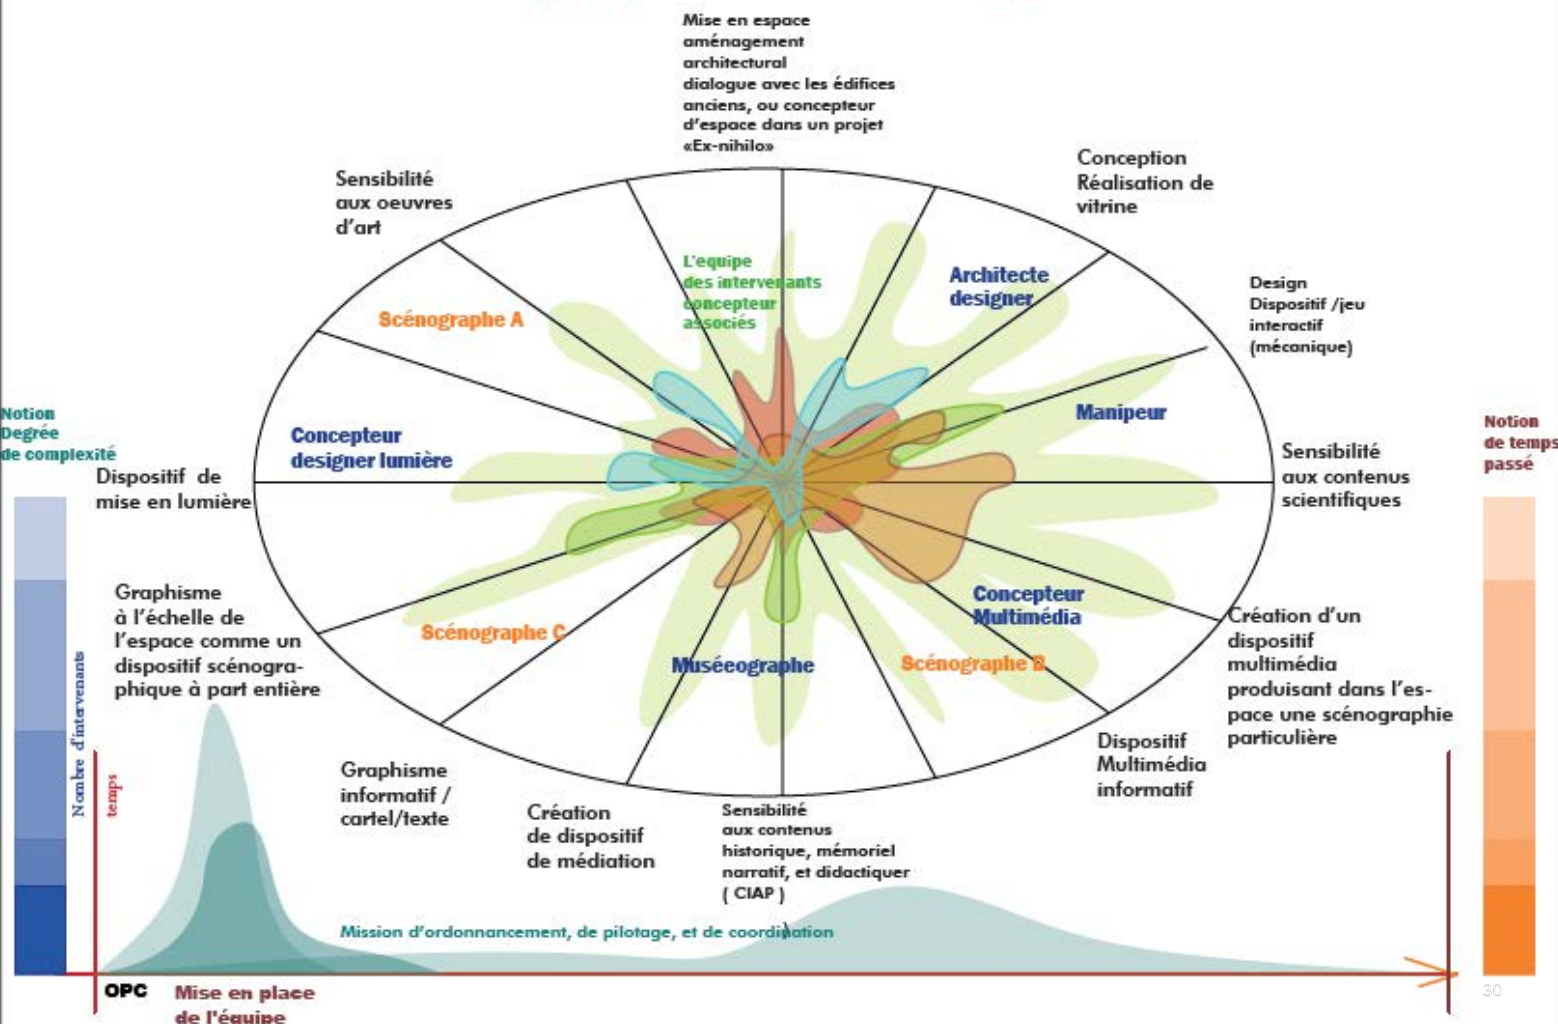 Mise en espace
aménagement
architectural
dialogue avec les édifices
anciens, ou concepteur
d'espace dans un projet
«Ex-nihilo»
Conception
Réalisation de
vitrine
Sensibilité
aux oeuvres
d'art
L'equipe
des intervenants
concepteur
associés
Architecte
designer
Design
Dispositif /jeu
interactif
(mécanique)
Scénographe A
Manipeur
Notion
Degrée
de complexité
Concepteur
designer lumière
Notion
de temps
passé
Dispositif de
mise en lumière
Sensibilité
aux contenus
scientifiques
Graphisme
à l'échelle de
l'espace comme un
dispositif scénogra-
phique à part entière
Concepteur
Multimédia
Création d'un
dispositif
multimédia
produisant dans l'es-
pace une scénographie
particulière
Scénographe C
Muséeographe
Scénographe B
Nombre d'intervenants
temps
Dispositif
Multimédia
informatif
Graphisme
informatif /
cartel/texte
Création
de dispositif
de médiation
Sensibilité
aux contenus
historique, mémoriel
narratif, et didactiquer
( CIAP )
)
Mission d'ordonnancement, de pilotage, et de coordination
OPC
Mise en place
de l'équipe
30